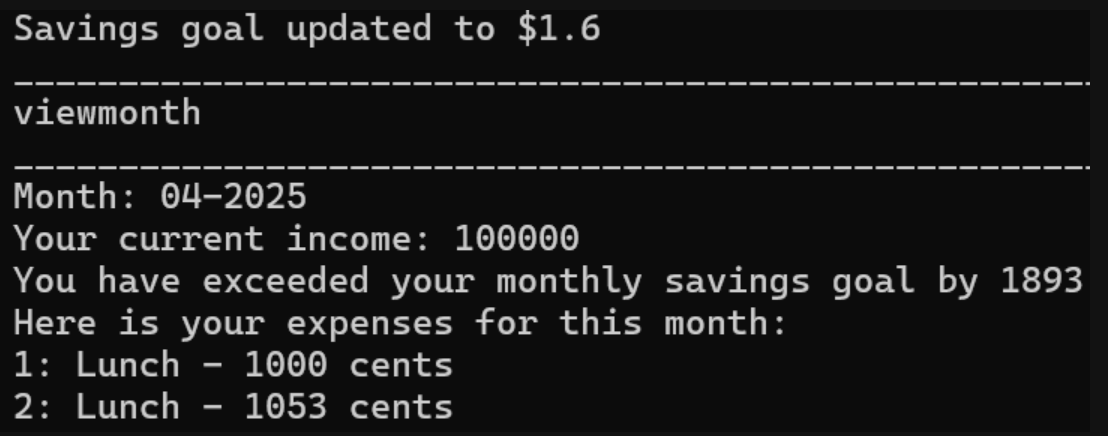 Savings goal updated to $1.6
____________________________________________________
viewmonth
____________________________________________________
Month: 04-2025
Your current income: 100000
You have exceeded your monthly savings goal by 1893
Here is your expenses for this month:
1: Lunch - 1000 cents
2: Lunch - 1053 cents